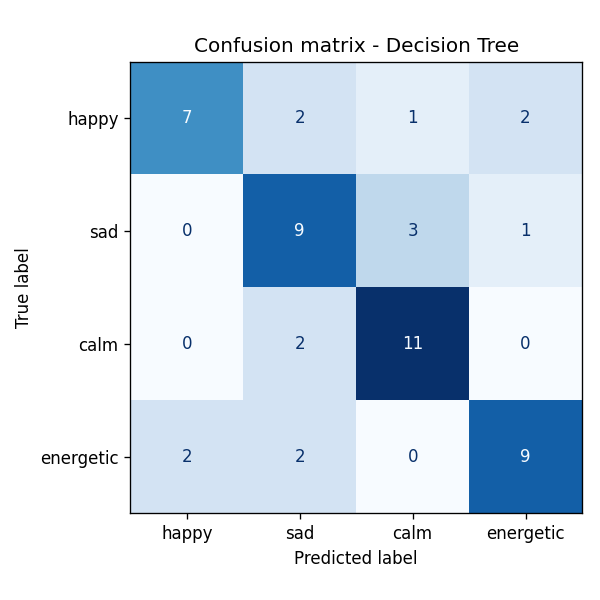 Confusion matrix - Decision Tree
True label
happy 7 2 1 2
sad 0 9 3 1
calm 0 2 11 0
energetic 2 2 0 9
happy sad calm energetic
Predicted label